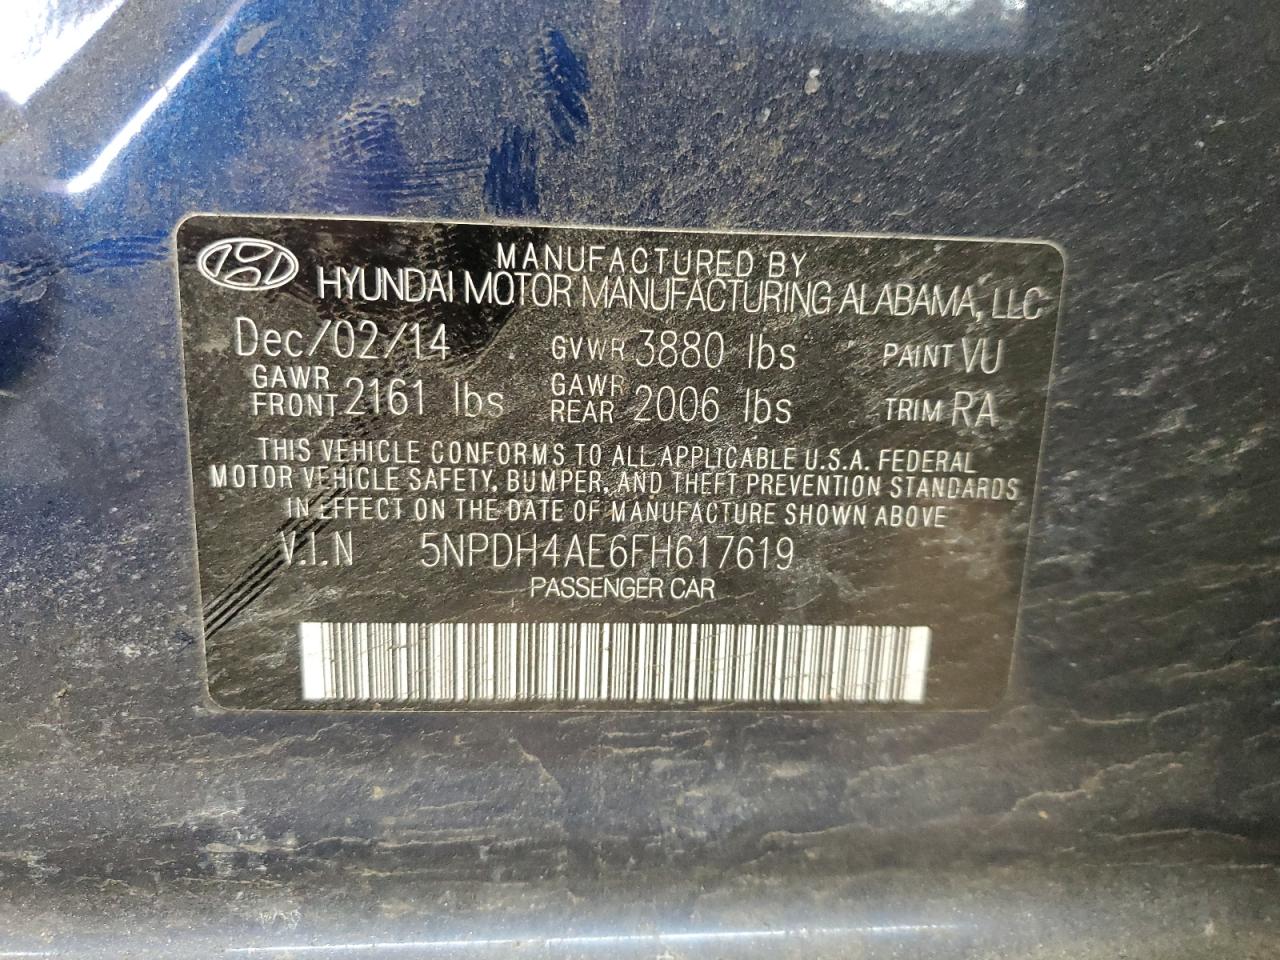 MANUFACTURED BY
HYUNDAI MOTOR MANUFACTURING ALABAMA, LLC
Dec/02/14 GVWR 3880 lbs PAINT VU
GAWR FRONT 2161 lbs GAWR REAR 2006 lbs TRIM RA
THIS VEHICLE CONFORMS TO ALL APPLICABLE U.S.A. FEDERAL
MOTOR VEHICLE SAFETY, BUMPER, AND THEFT PREVENTION STANDARDS
IN EFFECT ON THE DATE OF MANUFACTURE SHOWN ABOVE
V.I.N 5NPDH4AE6FH617619
PASSENGER CAR